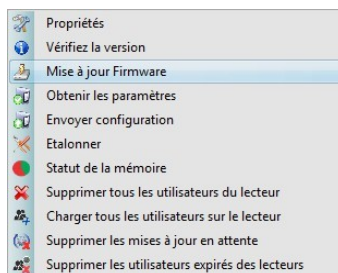 Propriétés
Vérifiez la version
Mise à jour Firmware
Obtenir les paramètres
Envoyer configuration
Etalonner
Statut de la mémoire
Supprimer tous les utilisateurs du lecteur
Charger tous les utilisateurs sur le lecteur
Supprimer les mises à jour en attente
Supprimer les utilisateurs expirés des lecteurs